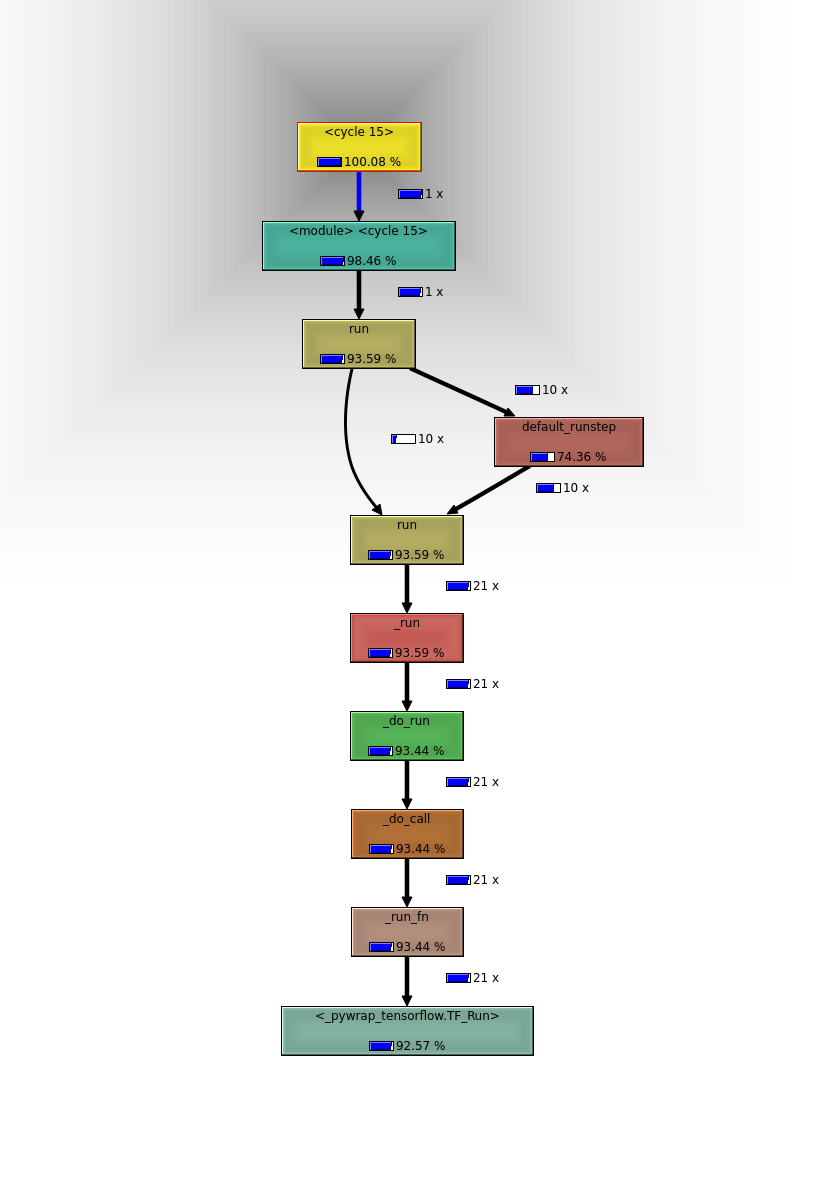 <cycle 15>
100.08 %
1 x
<module> <cycle 15>
98.46 %
1 x
run
93.59 %
10 x
default_runstep
74.36 %
10 x
10 x
run
93.59 %
21 x
_run
93.59 %
21 x
_do_run
93.44 %
21 x
_do_call
93.44 %
21 x
_run_fn
93.44 %
21 x
<_pywrap_tensorflow.TF_Run>
92.57 %